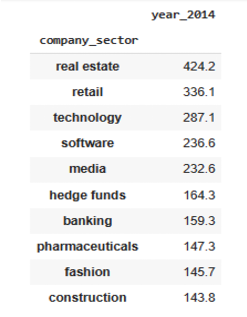 year_2014
company_sector
real estate 424.2
retail 336.1
technology 287.1
software 236.6
media 232.6
hedge funds 164.3
banking 159.3
pharmaceuticals 147.3
fashion 145.7
construction 143.8